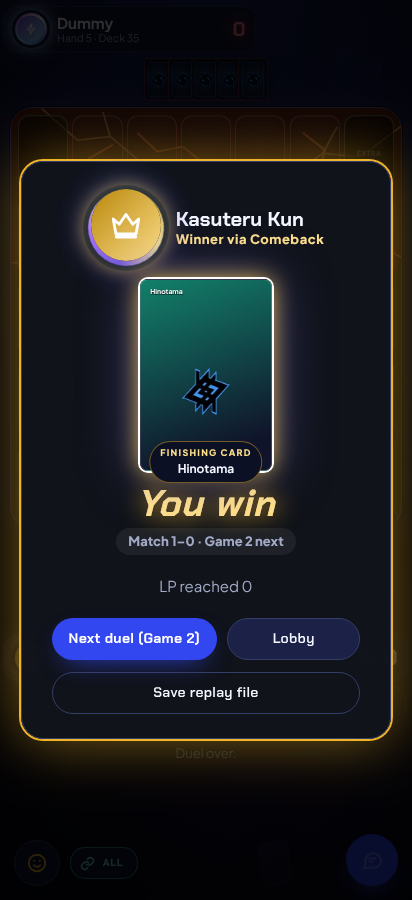 Dummy
Hand 5 · Deck 35
0
EXTRA
Kasuteru Kun
Winner via Comeback
Hinotama
FINISHING CARD
Hinotama
You win
Match 1–0 · Game 2 next
LP reached 0
Next duel (Game 2)
Lobby
Save replay file
Duel over.
ALL